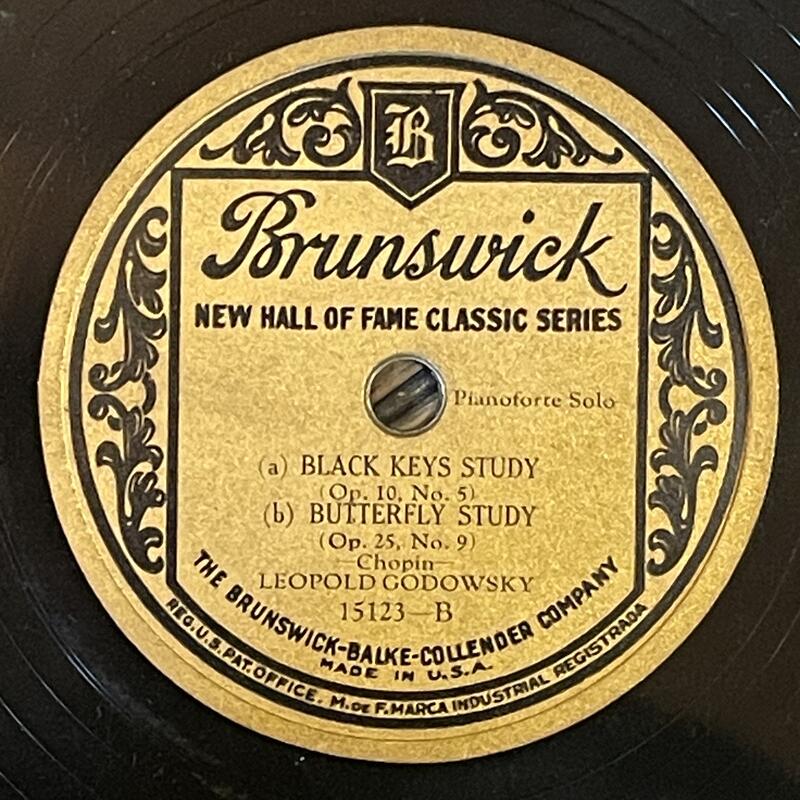 B
Brunswick
NEW HALL OF FAME CLASSIC SERIES
Pianoforte Solo
(a) BLACK KEYS STUDY
(Op. 10, No. 5)
(b) BUTTERFLY STUDY
(Op. 25, No. 9)
—Chopin—
LEOPOLD GODOWSKY
15123—B
THE BRUNSWICK-BALKE-COLLENDER COMPANY
MADE IN U.S.A.
REG. U.S. PAT. OFFICE. M. DE F. MARCA INDUSTRIAL REGISTRADA